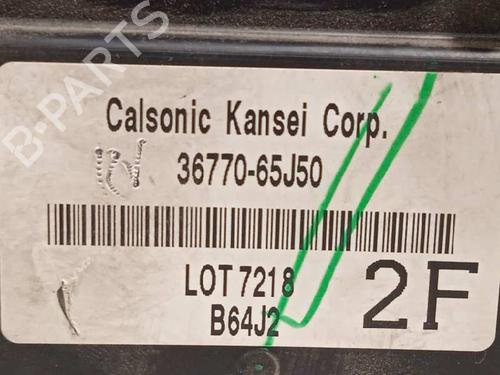 B-PARTS
Calsonic Kansei Corp.
36770-65J50
LOT 7218
B64J2
2F